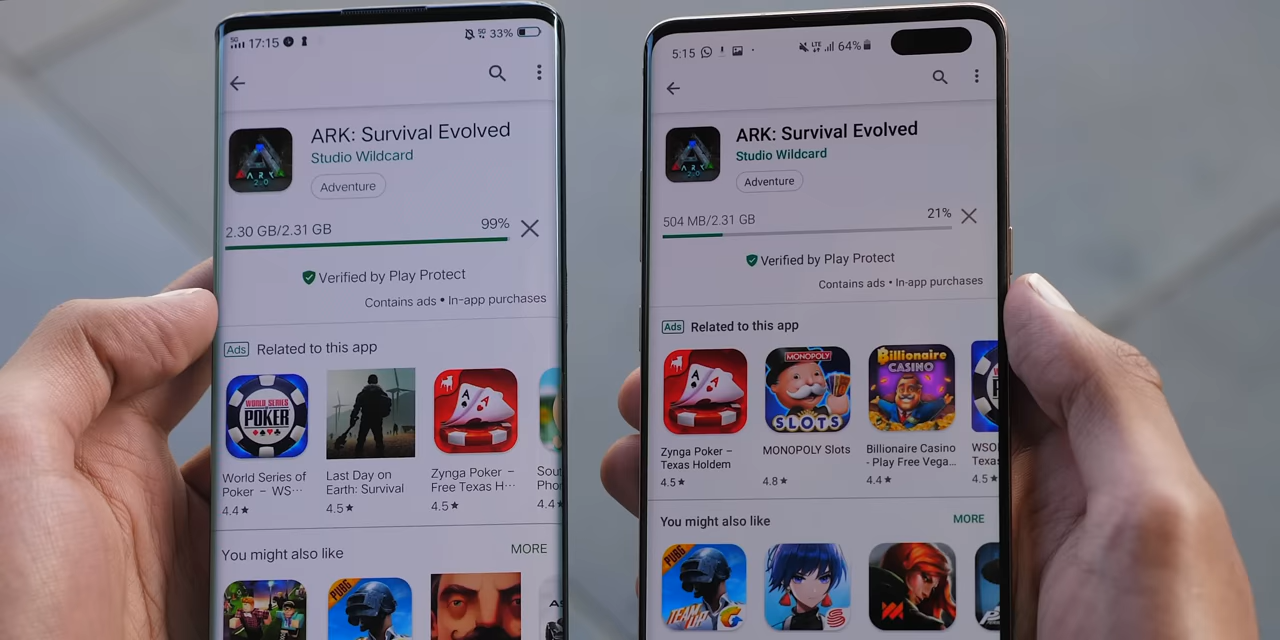 5G 17:15 5G 33%
ARK: Survival Evolved
Studio Wildcard
Adventure
2.30 GB/2.31 GB 99%
Verified by Play Protect
Contains ads • In-app purchases
Ads Related to this app
WORLD SERIES
POKER
World Series of
Poker – WS···
4.4★
Last Day on
Earth: Survival
4.5★
Zynga Poker –
Free Texas H···
4.5★
Sout
Pho
4.4★
You might also like
MORE
PUBG
5:15 LTE 64%
ARK: Survival Evolved
Studio Wildcard
Adventure
504 MB/2.31 GB 21%
Verified by Play Protect
Contains ads • In-app purchases
Ads Related to this app
Zynga Poker –
Texas Holdem
4.5★
MONOPOLY
SLOTS
MONOPOLY Slots
4.8★
Billionaire
CASINO
Billionaire Casino
- Play Free Vega...
4.4★
WSO
Texas
4.5★
You might also like
MORE
PUBG
TEAM UP